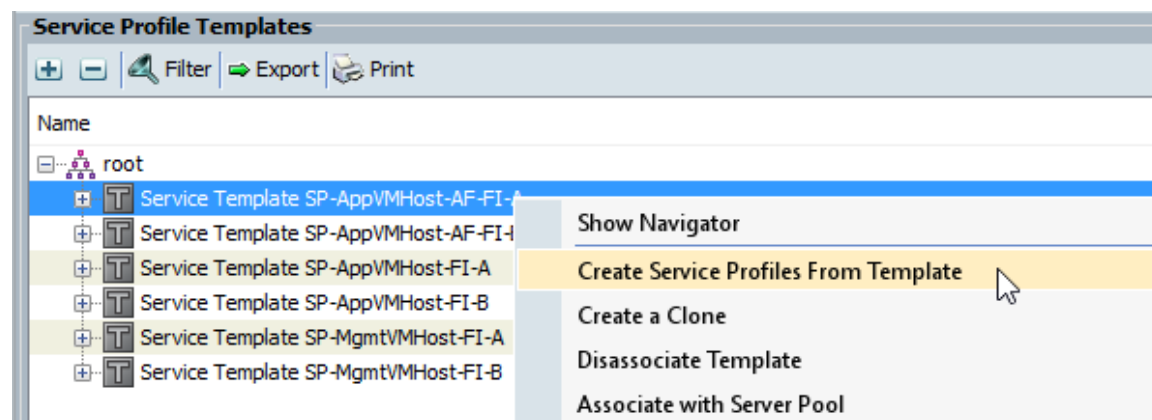 Service Profile Templates
Filter Export Print
Name
root
Service Template SP-AppVMHost-AF-FI-A
Service Template SP-AppVMHost-AF-FI-
Service Template SP-AppVMHost-FI-A
Service Template SP-AppVMHost-FI-B
Service Template SP-MgmtVMHost-FI-A
Service Template SP-MgmtVMHost-FI-B
Show Navigator
Create Service Profiles From Template
Create a Clone
Disassociate Template
Associate with Server Pool